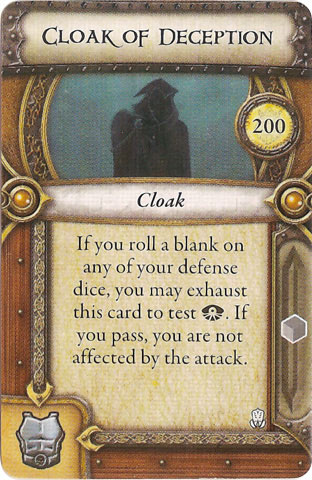 Cloak of Deception
200
Cloak
If you roll a blank on
any of your defense
dice, you may exhaust
this card to test . If
you pass, you are not
affected by the attack.